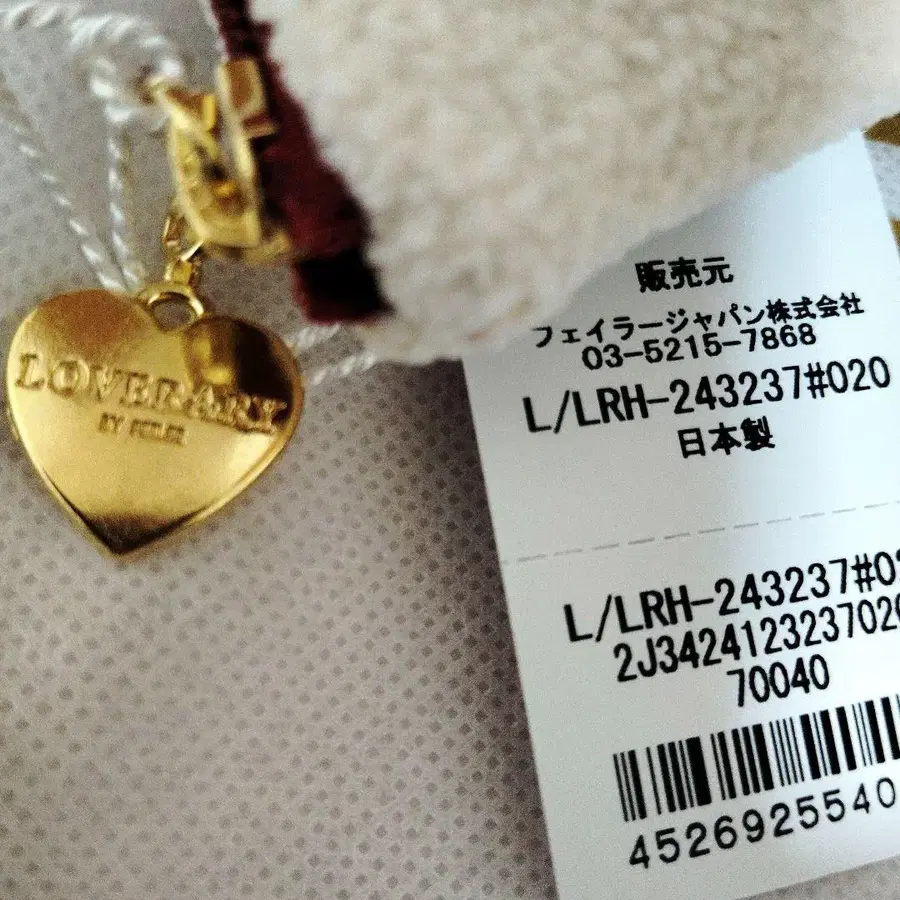 LOVERARY
BY FEILER
販売元
フェイラージャパン株式会社
03-5215-7868
L/LRH-243237#020
日本製
L/LRH-243237#02
2J342412323702
70040
4526925540